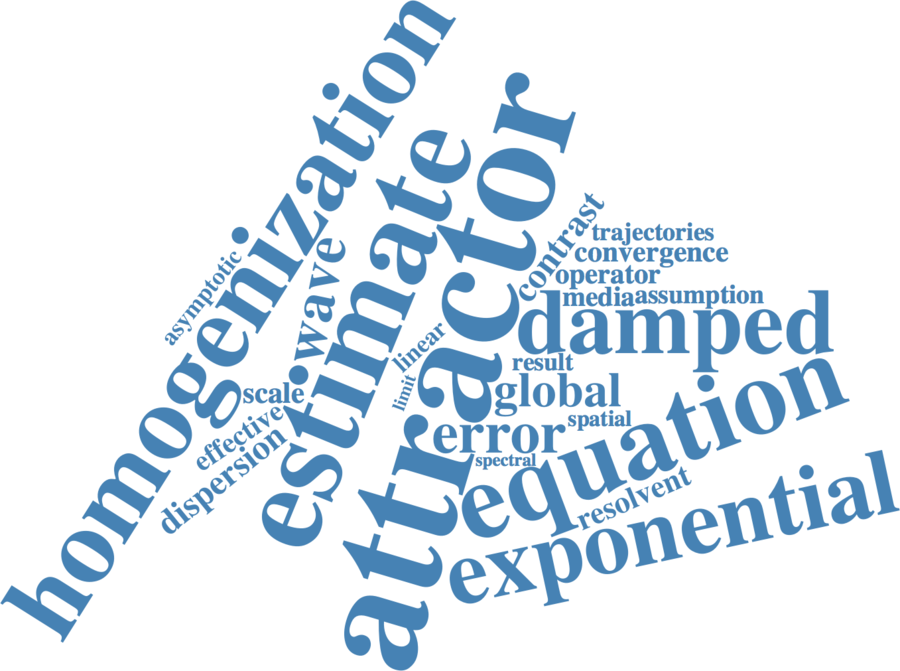 homogenization
asymptotic
wave
estimate
attractor
contrast
trajectories
convergence
operator
media
assumption
damped
linear
limit
result
global
scale
effective
dispersion
error
spatial
spectral
equation
resolvent
exponential